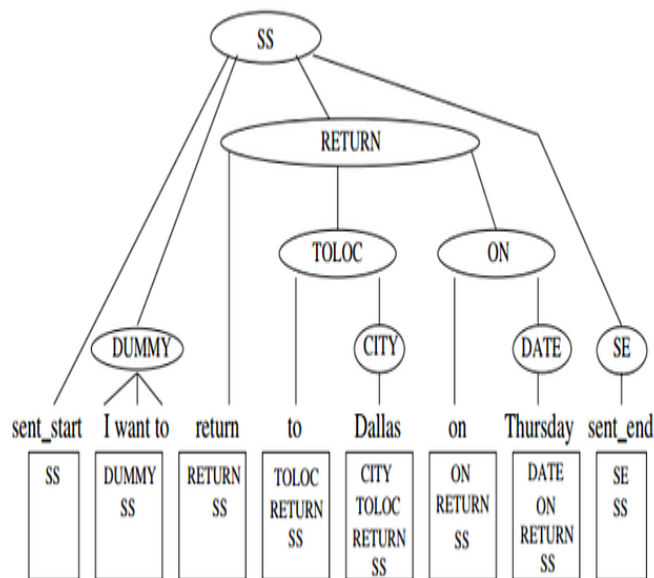 SS
RETURN
TOLOC ON
DUMMY CITY DATE SE
sent_start I want to return to Dallas on Thursday sent_end
SS DUMMY RETURN TOLOC CITY ON DATE SE
SS SS RETURN TOLOC RETURN ON SS
SS RETURN SS RETURN
SS SS